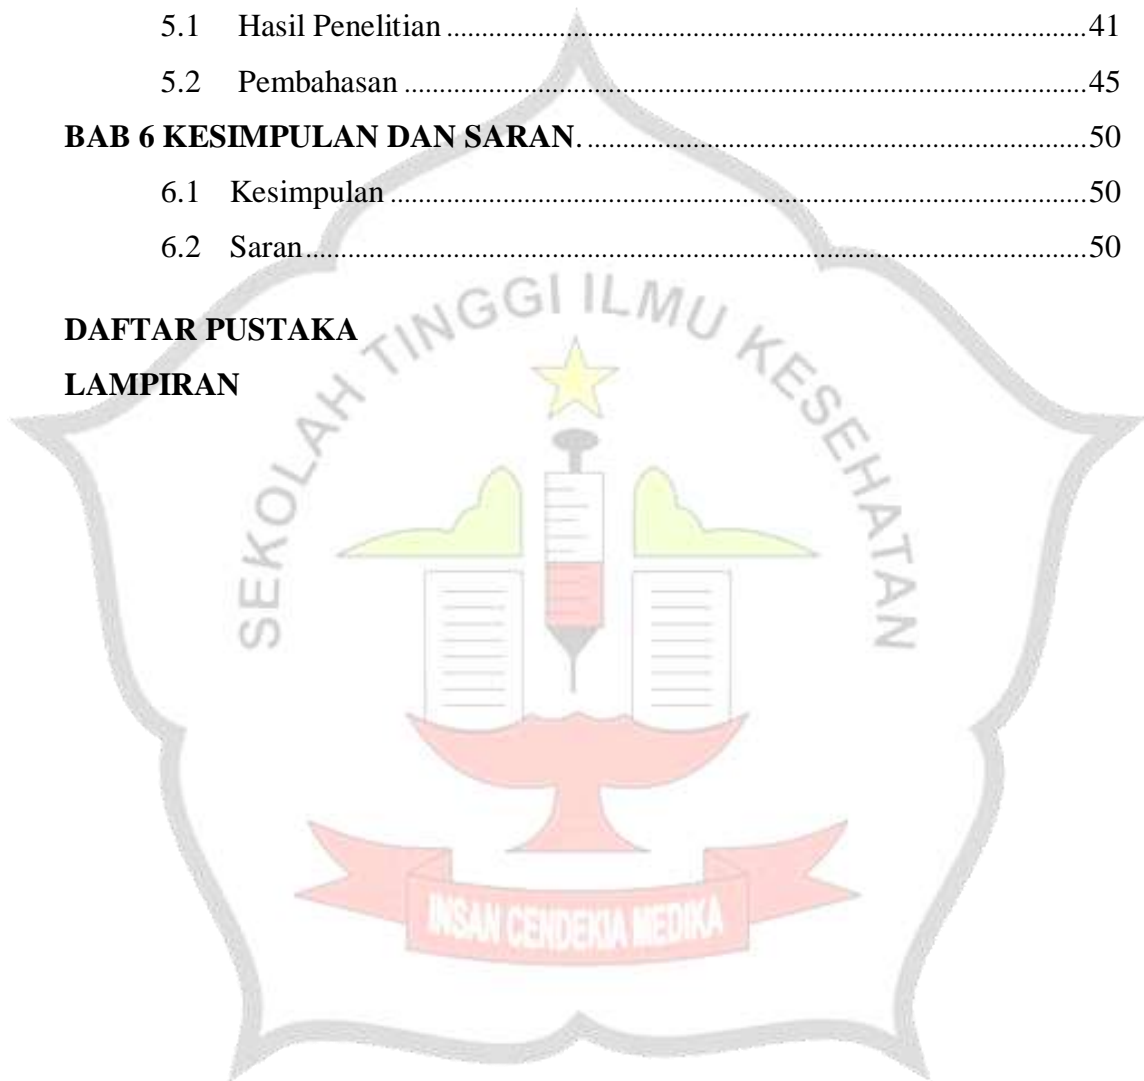 5.1 Hasil Penelitian ........................................................................................ 41
5.2 Pembahasan .............................................................................................. 45
BAB 6 KESIMPULAN DAN SARAN. .................................................................... 50
6.1 Kesimpulan ............................................................................................... 50
6.2 Saran .......................................................................................................... 50
DAFTAR PUSTAKA
LAMPIRAN
SEKOLAH TINGGI ILMU KESEHATAN
INSAN CENDEKIA MEDIKA